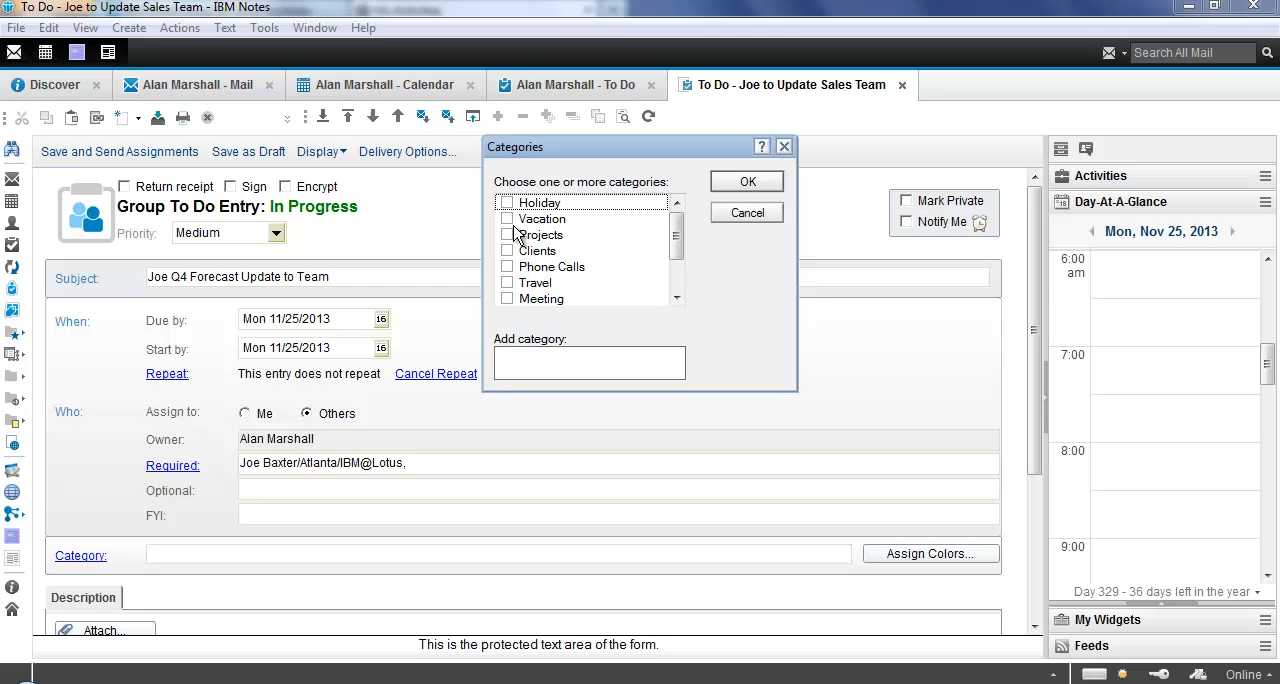 To Do - Joe to Update Sales Team - IBM Notes
File Edit View Create Actions Text Tools Window Help
Search All Mail
Discover
Alan Marshall - Mail
Alan Marshall - Calendar
Alan Marshall - To Do
To Do - Joe to Update Sales Team
Save and Send Assignments Save as Draft Display Delivery Options...
Return receipt Sign Encrypt
Group To Do Entry: In Progress
Priority: Medium
Mark Private
Notify Me
Subject: Joe Q4 Forecast Update to Team
When: Due by: Mon 11/25/2013 16
Start by: Mon 11/25/2013 16
Repeat: This entry does not repeat Cancel Repeat
Who: Assign to: Me Others
Owner: Alan Marshall
Required: Joe Baxter/Atlanta/IBM@Lotus,
Optional:
FYI:
Category: Assign Colors...
Description
Attach...
This is the protected text area of the form.
Categories ?
Choose one or more categories:
Holiday
Vacation
Projects
Clients
Phone Calls
Travel
Meeting
OK
Cancel
Add category:
Activities
Day-At-A-Glance
Mon, Nov 25, 2013
6:00
am
7:00
8:00
9:00
Day 329 - 36 days left in the year
My Widgets
Feeds
Online